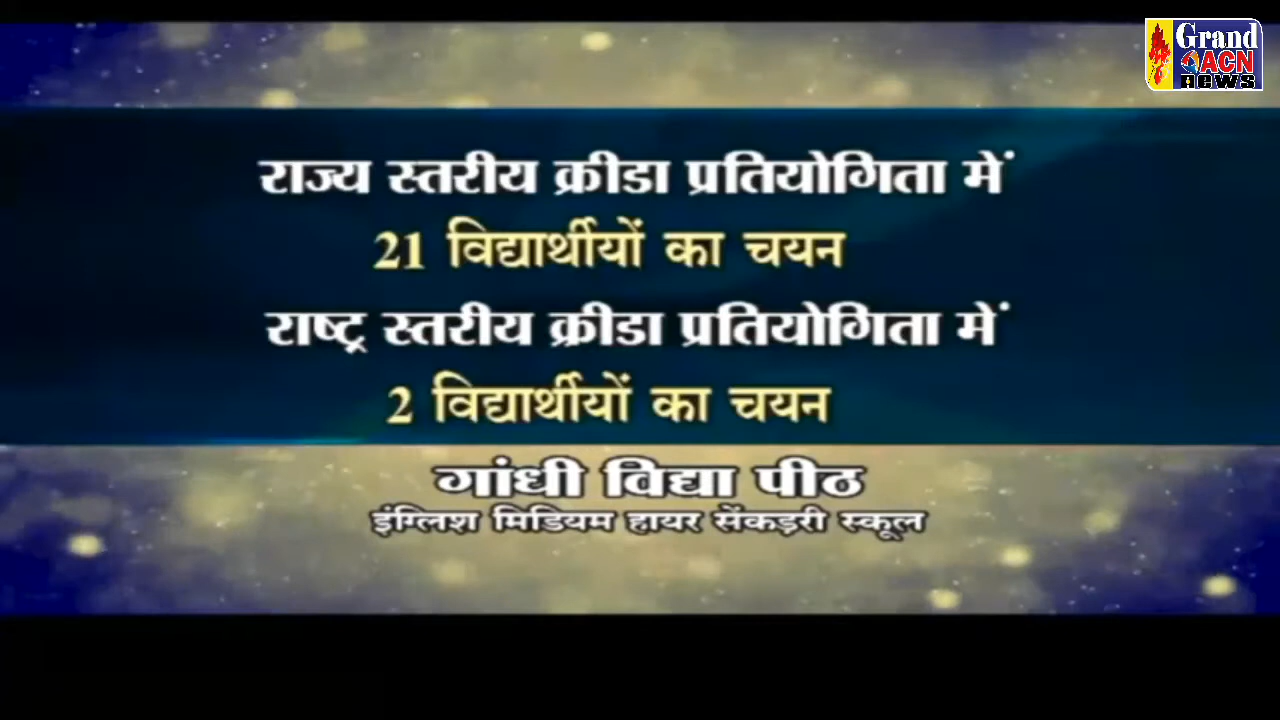 Grand
ACN
news
राज्य स्तरीय क्रीडा प्रतियोगिता में
21 विद्यार्थीयों का चयन
राष्ट्र स्तरीय क्रीडा प्रतियोगिता में
2 विद्यार्थीयों का चयन
गांधी विद्या पीठ
इंग्लिश मिडियम हायर सेंकड़री स्कूल